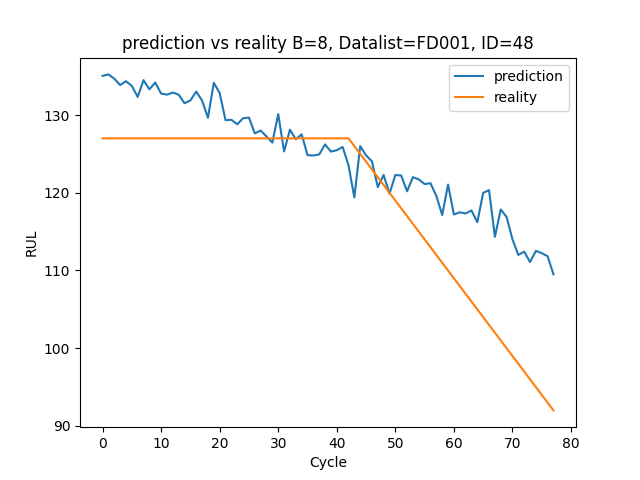 prediction vs reality B=8, Datalist=FD001, ID=48
prediction
reality
RUL
130
120
110
100
90
0 10 20 30 40 50 60 70 80
Cycle